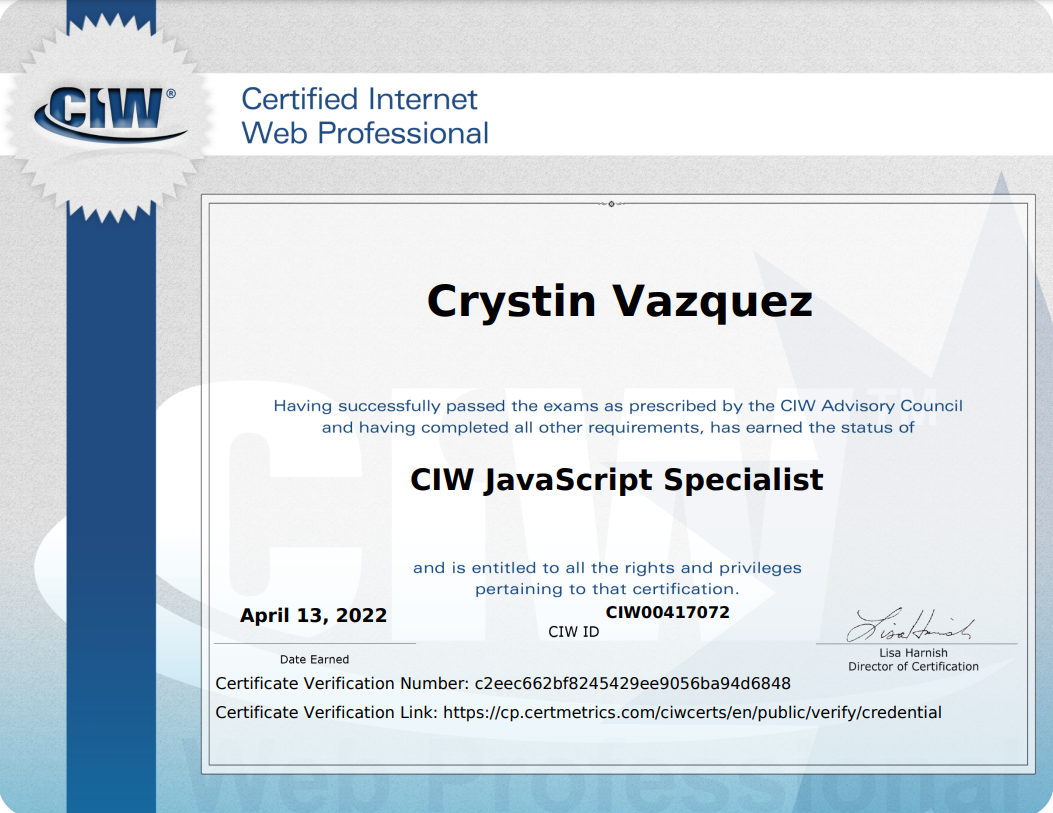 CIW®
Certified Internet
Web Professional
Crystin Vazquez
Having successfully passed the exams as prescribed by the CIW Advisory Council
and having completed all other requirements, has earned the status of
CIW JavaScript Specialist
and is entitled to all the rights and privileges
pertaining to that certification.
April 13, 2022
CIW00417072
CIW ID
Lisa Harnish
Date Earned
Lisa Harnish
Director of Certification
Certificate Verification Number: c2eec662bf8245429ee9056ba94d6848
Certificate Verification Link: https://cp.certmetrics.com/ciwcerts/en/public/verify/credential
CIW™
Web Professional